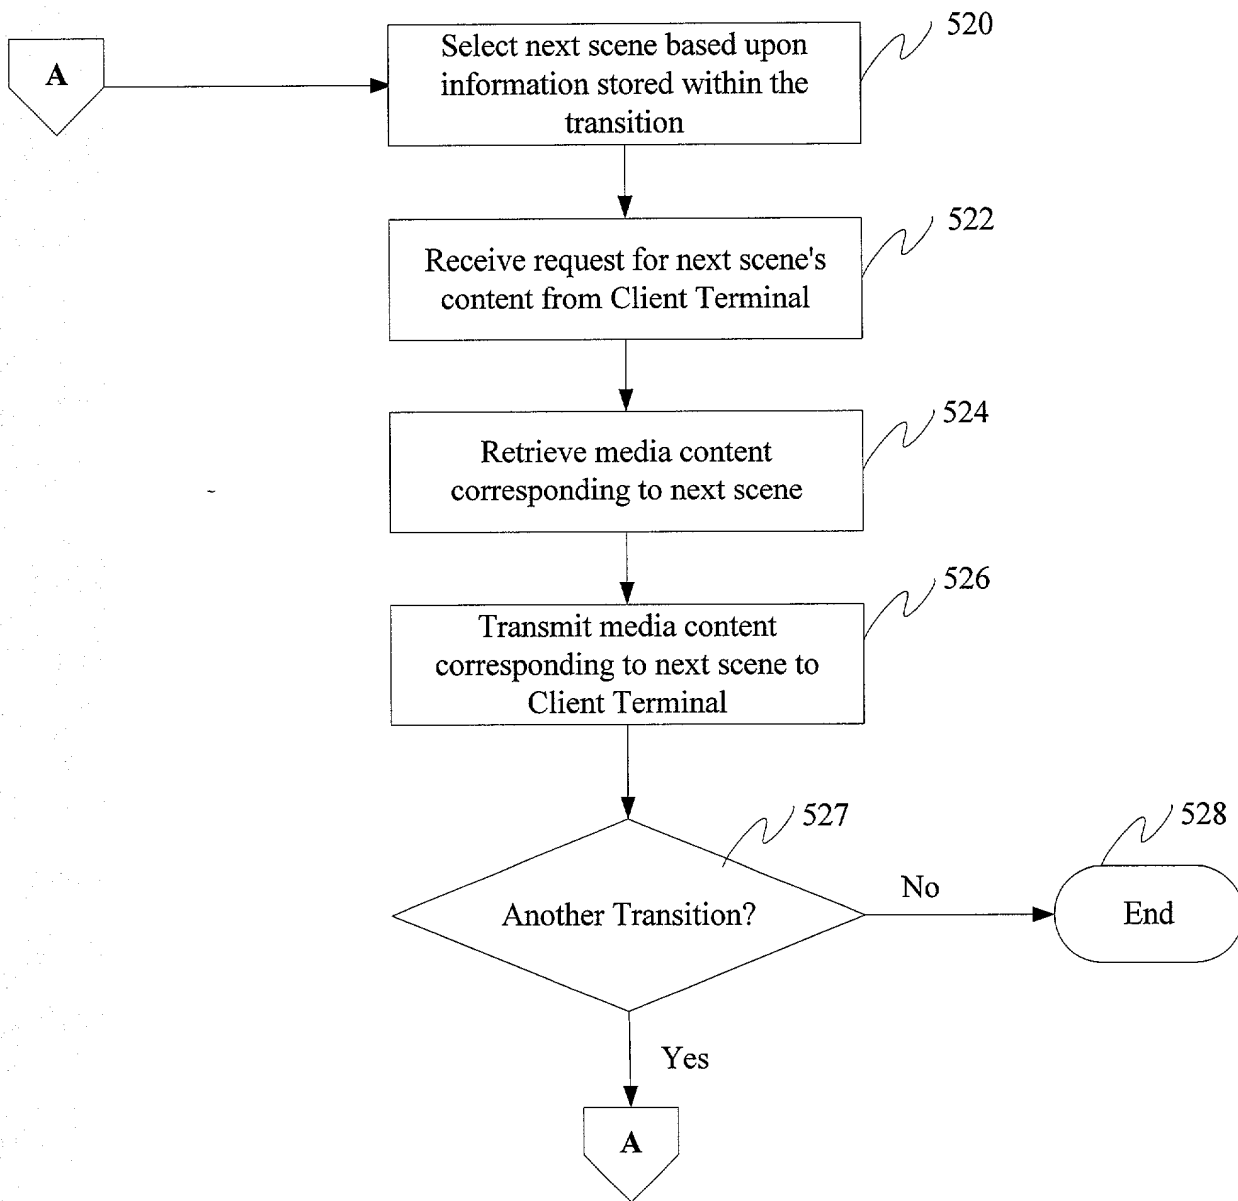 A
Select next scene based upon
information stored within the
transition
520
Receive request for next scene's
content from Client Terminal
522
Retrieve media content
corresponding to next scene
524
Transmit media content
corresponding to next scene to
Client Terminal
526
Another Transition?
527
No
End
528
Yes
A